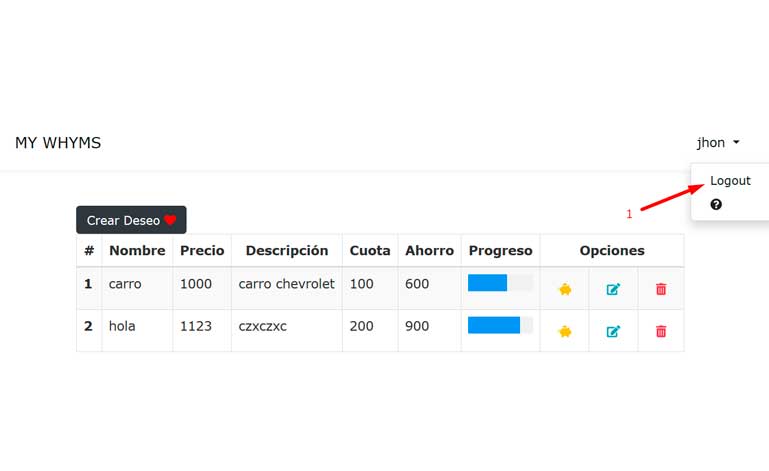 MY WHYMS
jhon
Logout
1
Crear Deseo
# Nombre Precio Descripción Cuota Ahorro Progreso Opciones
1 carro 1000 carro chevrolet 100 600
2 hola 1123 czxczxc 200 900